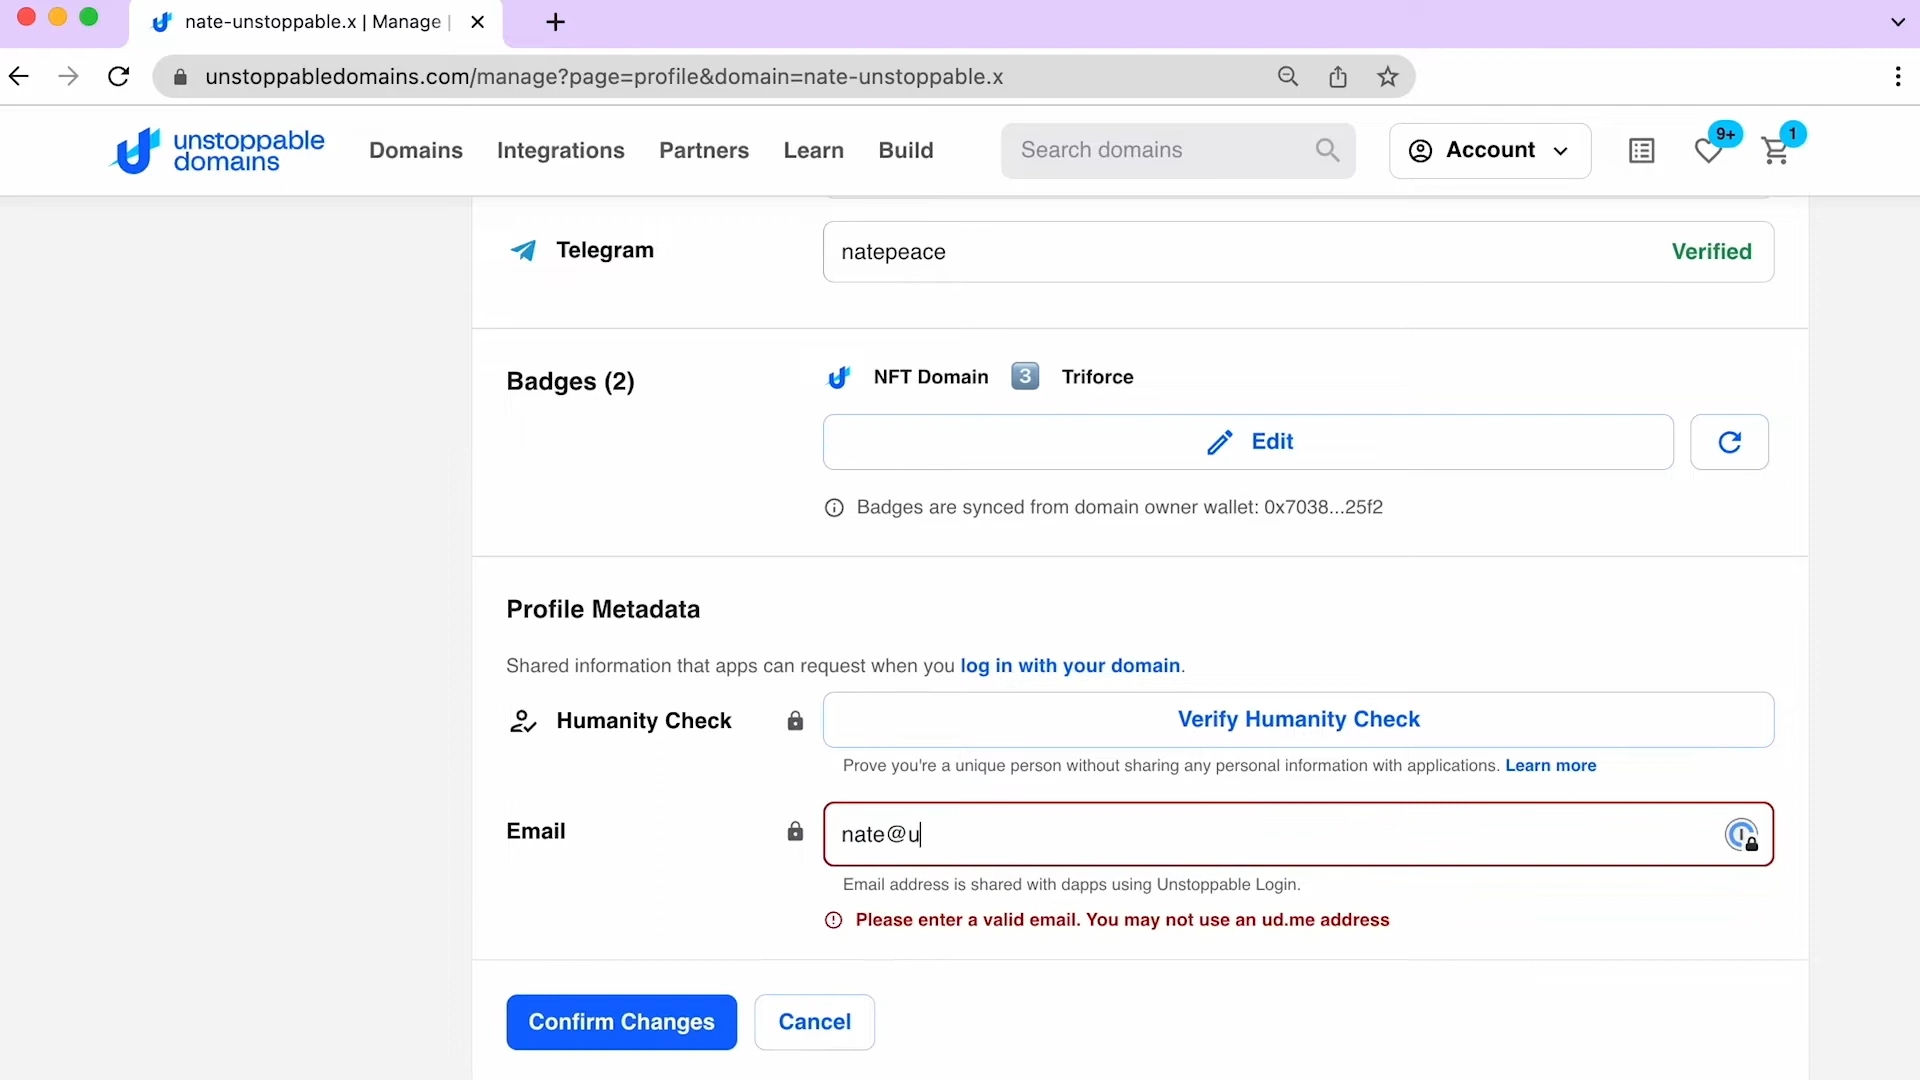 nate-unstoppable.x | Manage |
unstoppabledomains.com/manage?page=profile&domain=nate-unstoppable.x
unstoppable
domains
Domains
Integrations
Partners
Learn
Build
Search domains
Account
9+
1
Telegram
natepeace
Verified
Badges (2)
NFT Domain
3
Triforce
Edit
Badges are synced from domain owner wallet: 0x7038...25f2
Profile Metadata
Shared information that apps can request when you log in with your domain.
Humanity Check
Verify Humanity Check
Prove you're a unique person without sharing any personal information with applications. Learn more
Email
nate@u
Email address is shared with dapps using Unstoppable Login.
Please enter a valid email. You may not use an ud.me address
Confirm Changes
Cancel